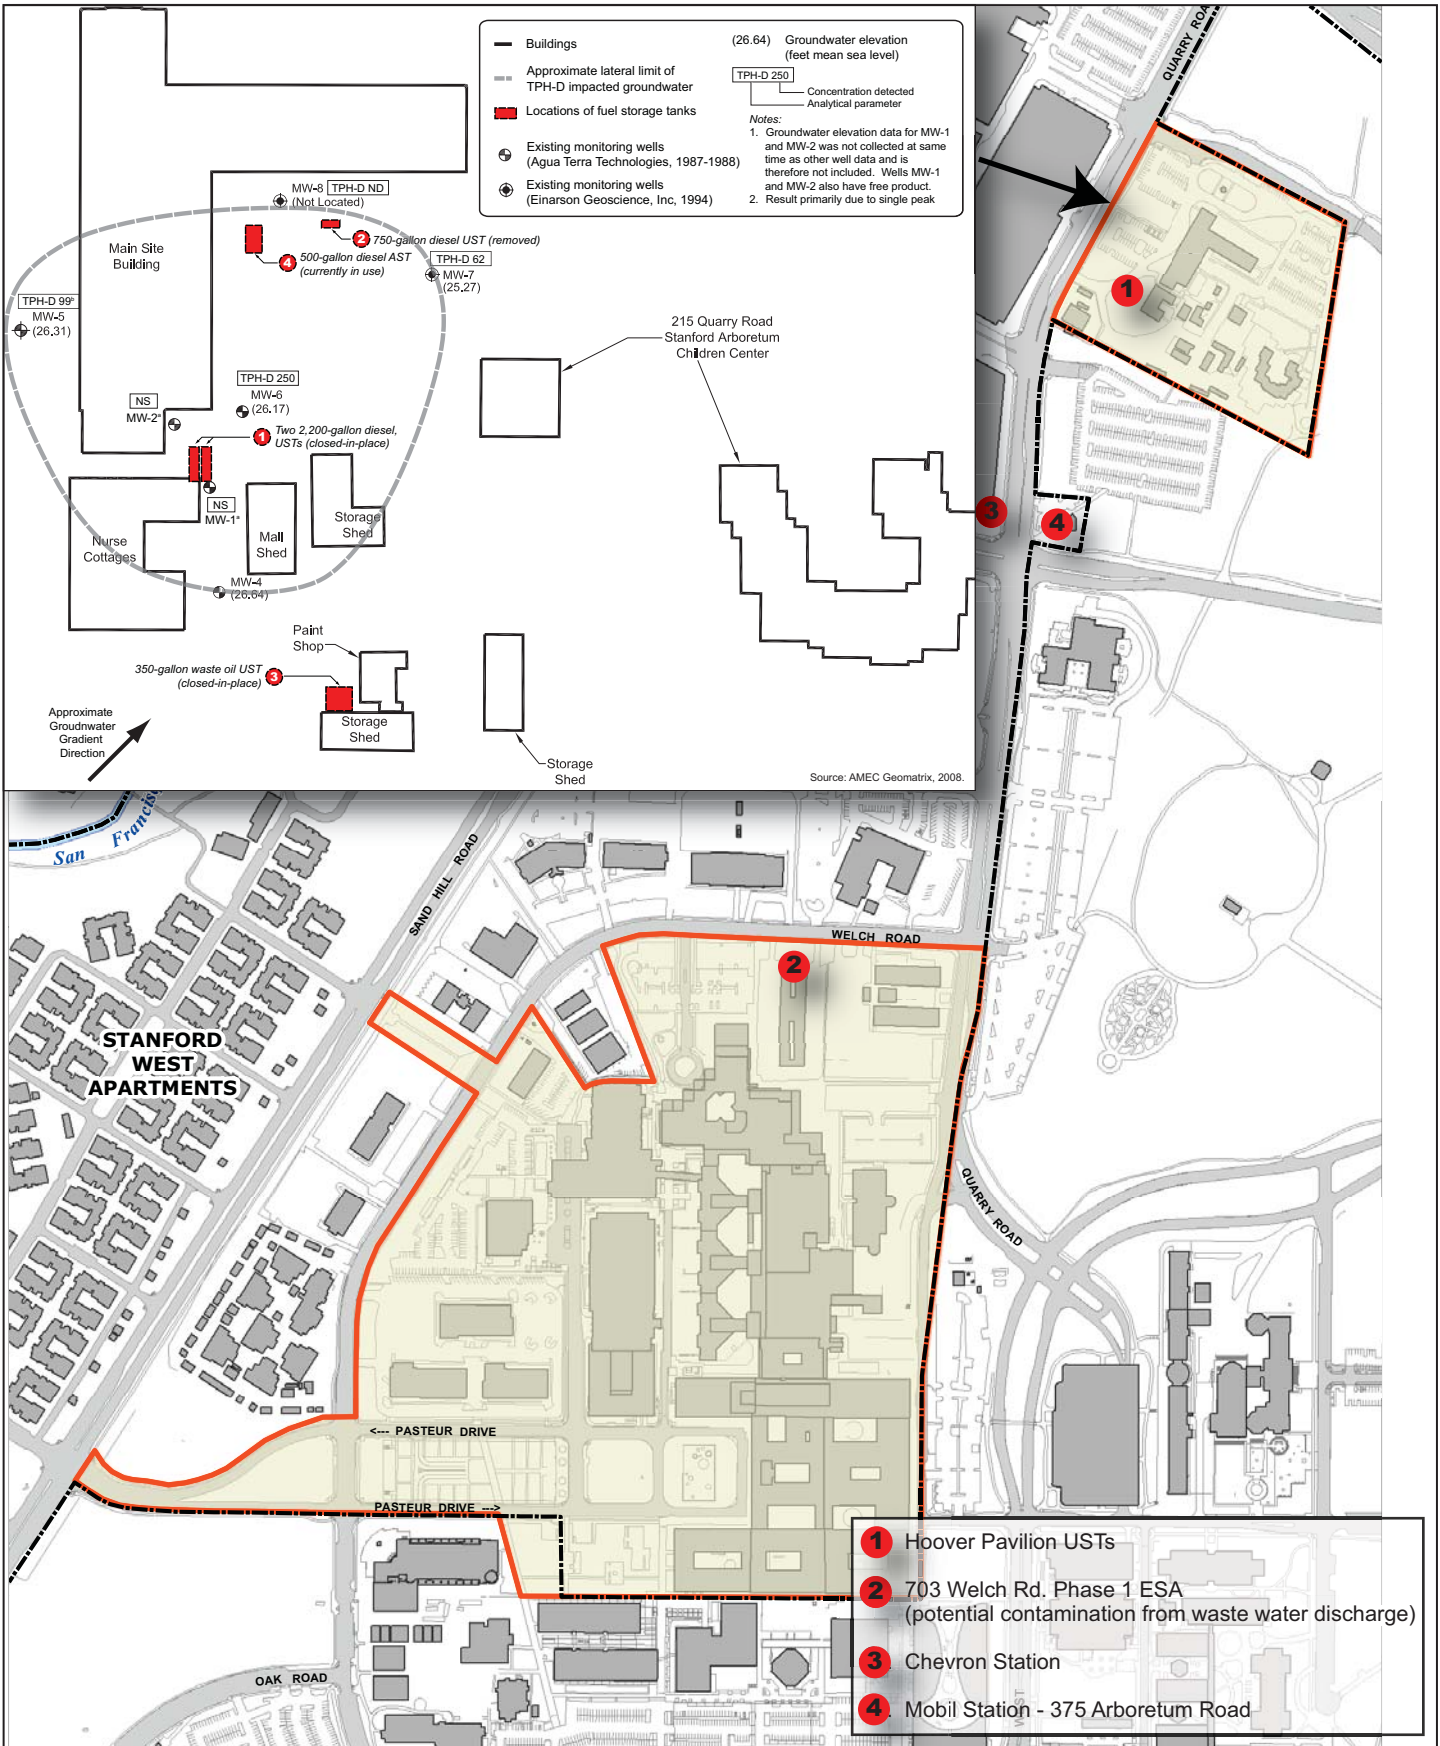 Buildings
Approximate lateral limit of
TPH-D impacted groundwater
Locations of fuel storage tanks
Existing monitoring wells
(Agua Terra Technologies, 1987-1988)
Existing monitoring wells
(Einarson Geoscience, Inc, 1994)
(26.64) Groundwater elevation
(feet mean sea level)
TPH-D 250
Concentration detected
Analytical parameter
Notes:
1. Groundwater elevation data for MW-1
and MW-2 was not collected at same
time as other well data and is
therefore not included. Wells MW-1
and MW-2 also have free product.
2. Result primarily due to single peak
QUARRY ROA
MW-8 TPH-D ND
(Not Located)
2 750-gallon diesel UST (removed)
4 500-gallon diesel AST
(currently in use)
TPH-D 62
MW-7
(25.27)
Main Site
Building
TPH-D 99ᵇ
MW-5
(26.31)
215 Quarry Road
Stanford Arboretum
Children Center
TPH-D 250
MW-6
(26.17)
NS
MW-2ᵃ
1 Two 2,200-gallon diesel,
USTs (closed-in-place)
NS
MW-1ᵃ
Nurse
Cottages
Mall
Shed
Storage
Shed
MW-4
(26.64)
Paint
Shop
350-gallon waste oil UST
(closed-in-place) 3
Storage
Shed
Storage
Shed
Approximate
Groudnwater
Gradient
Direction
Source: AMEC Geomatrix, 2008.
1
3
4
San Francis
SAND HILL ROAD
WELCH ROAD
2
STANFORD
WEST
APARTMENTS
QUARRY ROAD
<--- PASTEUR DRIVE
PASTEUR DRIVE --->
OAK ROAD
WEST
1 Hoover Pavilion USTs
2 703 Welch Rd. Phase 1 ESA
(potential contamination from waste water discharge)
3 Chevron Station
4 Mobil Station - 375 Arboretum Road